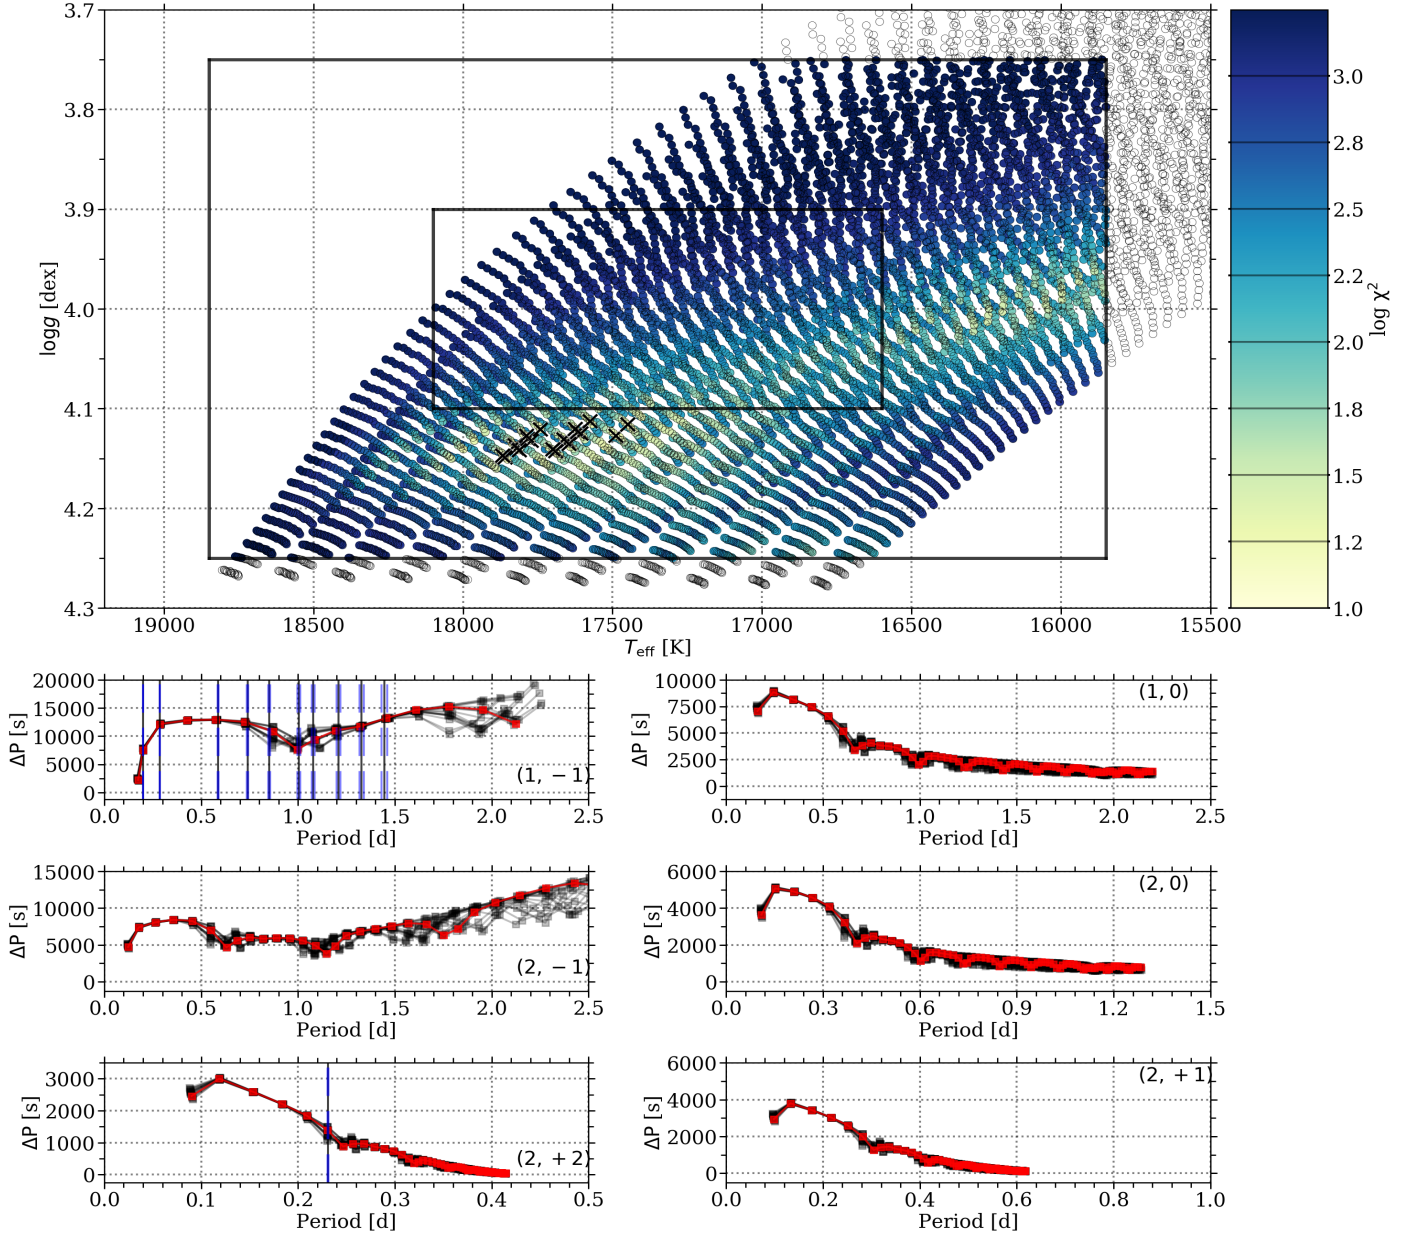 3.7
3.8
3.9
4.0
4.1
4.2
4.3
logg [dex]
19000 18500 18000 17500 17000 16500 16000 15500
Teff [K]
3.0
2.8
2.5
2.2
2.0
1.8
1.5
1.2
1.0
log χ²
20000
15000
10000
5000
0
ΔP [s]
(1, −1)
0.0 0.5 1.0 1.5 2.0 2.5
Period [d]
10000
7500
5000
2500
0
ΔP [s]
(1, 0)
0.0 0.5 1.0 1.5 2.0 2.5
Period [d]
15000
10000
5000
0
ΔP [s]
(2, −1)
0.0 0.5 1.0 1.5 2.0 2.5
Period [d]
6000
4000
2000
0
ΔP [s]
(2, 0)
0.0 0.3 0.6 0.9 1.2 1.5
Period [d]
3000
2000
1000
0
ΔP [s]
(2, +2)
0.0 0.1 0.2 0.3 0.4 0.5
Period [d]
6000
4000
2000
0
ΔP [s]
(2, +1)
0.0 0.2 0.4 0.6 0.8 1.0
Period [d]